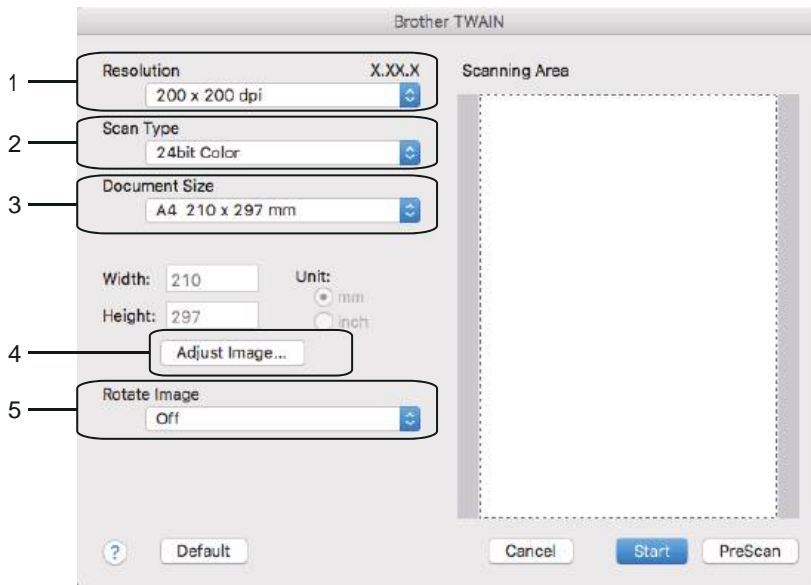 Brother TWAIN
1
Resolution X.XX.X
200 x 200 dpi
2
Scan Type
24bit Color
3
Document Size
A4 210 x 297 mm
Width: 210
Height: 297
Unit:
mm
inch
4
Adjust Image...
5
Rotate Image
Off
Scanning Area
?
Default
Cancel
Start
PreScan